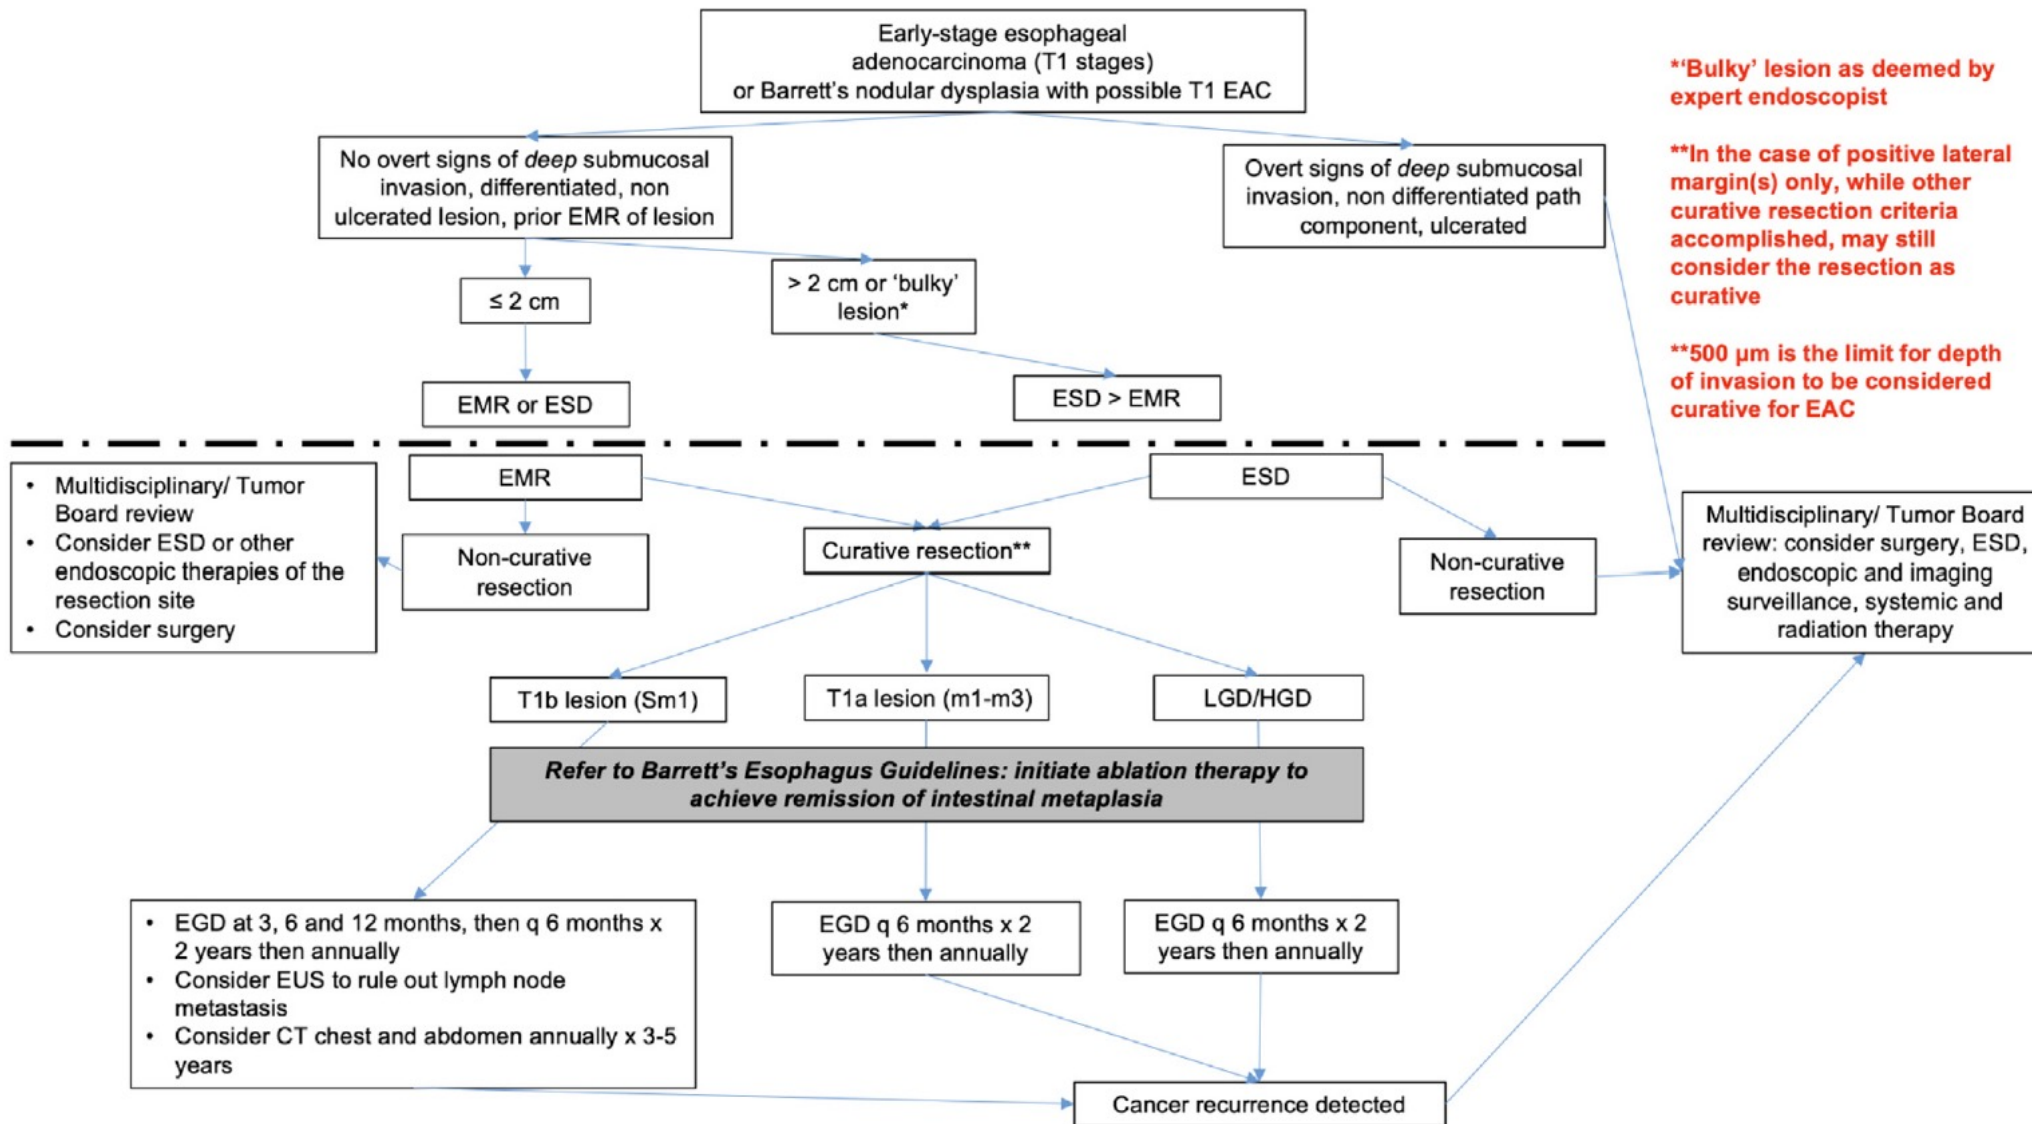 Early-stage esophageal
adenocarcinoma (T1 stages)
or Barrett's nodular dysplasia with possible T1 EAC
No overt signs of deep submucosal
invasion, differentiated, non
ulcerated lesion, prior EMR of lesion
Overt signs of deep submucosal
invasion, non differentiated path
component, ulcerated
*‘Bulky’ lesion as deemed by
expert endoscopist
**In the case of positive lateral
margin(s) only, while other
curative resection criteria
accomplished, may still
consider the resection as
curative
**500 µm is the limit for depth
of invasion to be considered
curative for EAC
≤ 2 cm
> 2 cm or ‘bulky’
lesion*
EMR or ESD
ESD > EMR
• Multidisciplinary/ Tumor
Board review
• Consider ESD or other
endoscopic therapies of the
resection site
• Consider surgery
EMR
ESD
Non-curative
resection
Curative resection**
Non-curative
resection
Multidisciplinary/ Tumor Board
review: consider surgery, ESD,
endoscopic and imaging
surveillance, systemic and
radiation therapy
T1b lesion (Sm1)
T1a lesion (m1-m3)
LGD/HGD
Refer to Barrett's Esophagus Guidelines: initiate ablation therapy to
achieve remission of intestinal metaplasia
• EGD at 3, 6 and 12 months, then q 6 months x
2 years then annually
• Consider EUS to rule out lymph node
metastasis
• Consider CT chest and abdomen annually x 3-5
years
EGD q 6 months x 2
years then annually
EGD q 6 months x 2
years then annually
Cancer recurrence detected